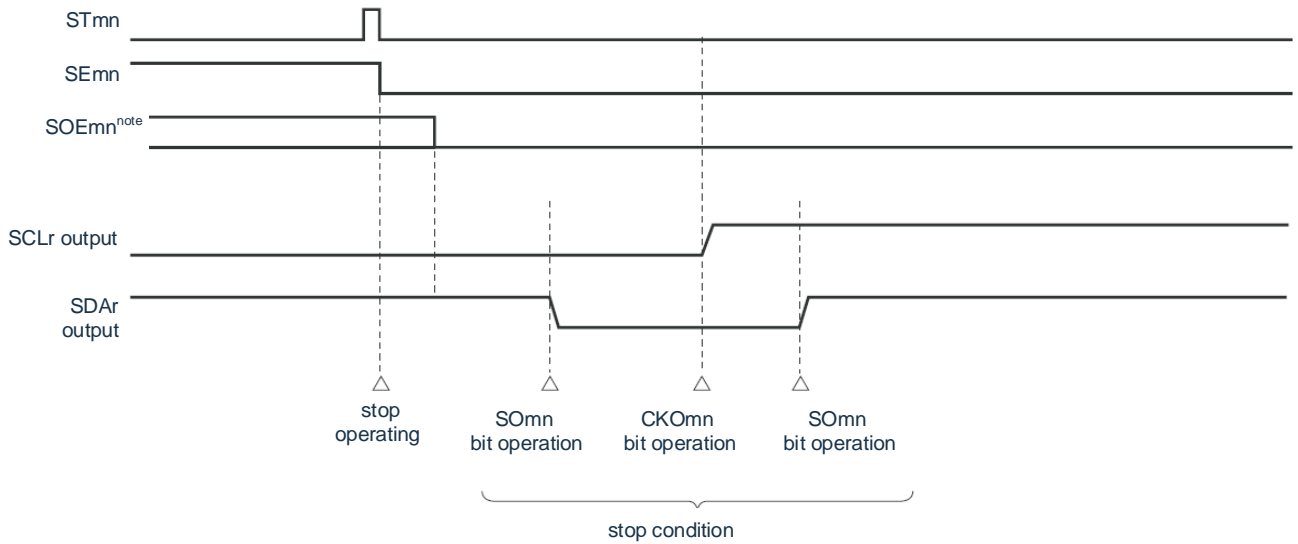 STmn
SEmn
SOEmnnote
SCLr output
SDAr
output
stop
operating
SOmn
bit operation
CKOmn
bit operation
SOmn
bit operation
stop condition